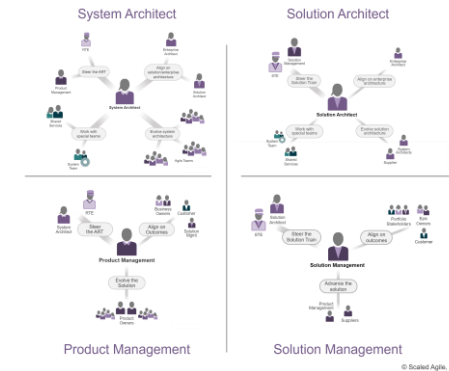 System Architect
RTE
Enterprise
Architect
Steer the ART
Align on
solution/enterprise
architecture
Product
Management
Solution
Architect
System Architect
Shared
Services
Work with
special teams
Evolve system
architecture
System
Team
Agile Teams
Solution Architect
Solution
Management
Enterprise
Architect
RTE
Steer the
Solution Train
Align on enterprise
architecture
Solution Architect
Work with
special teams
Evolve solution
architecture
System
Team
Shared
Services
System
Architects
Supplier
RTE
Business
Owners
Customer
System
Architect
Steer
the ART
Align on
Outcomes
Solution
Mgmt
Product Management
Evolve the
Solution
Product
Owners
Product Management
Solution
Architect
RTE
Steer the
Solution Train
Align on
outcomes
Portfolio
Stakeholders
Epic
Owners
Customer
Solution Management
Advance the
solution
Product
Management
Suppliers
Solution Management
© Scaled Agile,